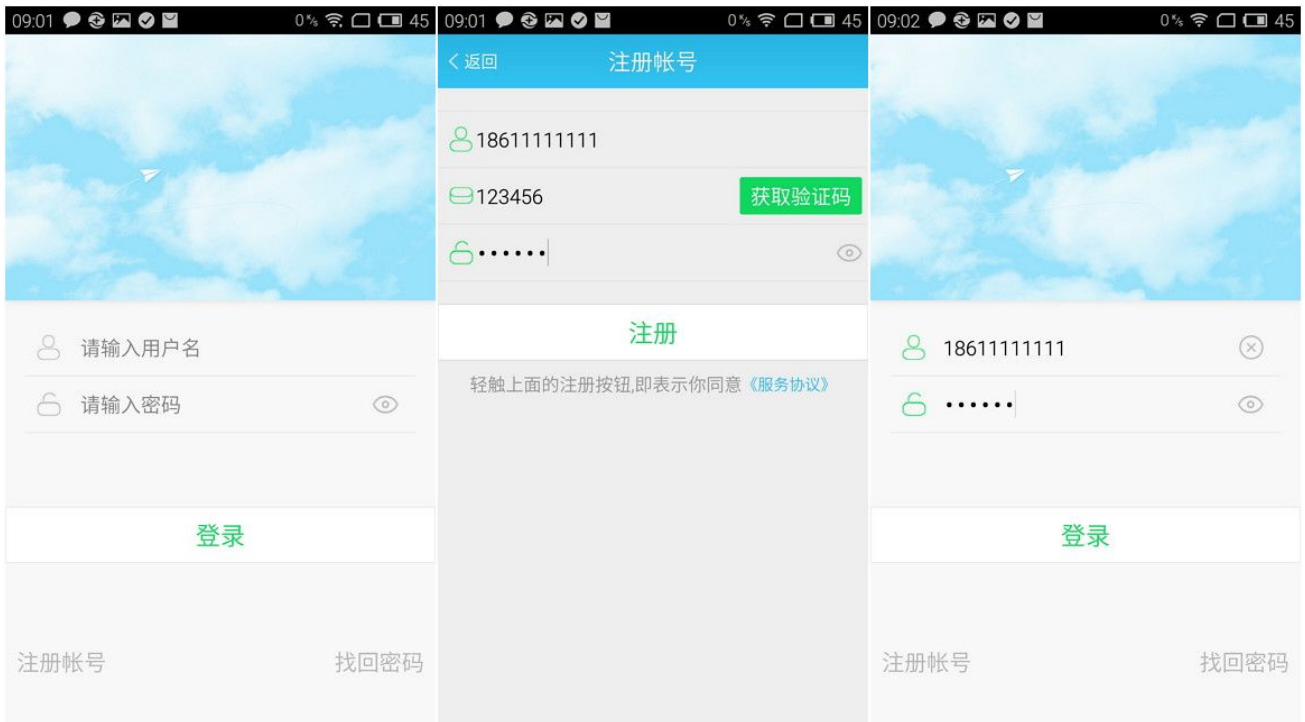 09:01 0 K/s 45
请输入用户名
请输入密码
登录
注册帐号 找回密码
09:01 0 K/s 45
返回 注册帐号
18611111111
123456 获取验证码
••••••
注册
轻触上面的注册按钮,即表示你同意《服务协议》
09:02 0 K/s 45
18611111111
••••••
登录
注册帐号 找回密码